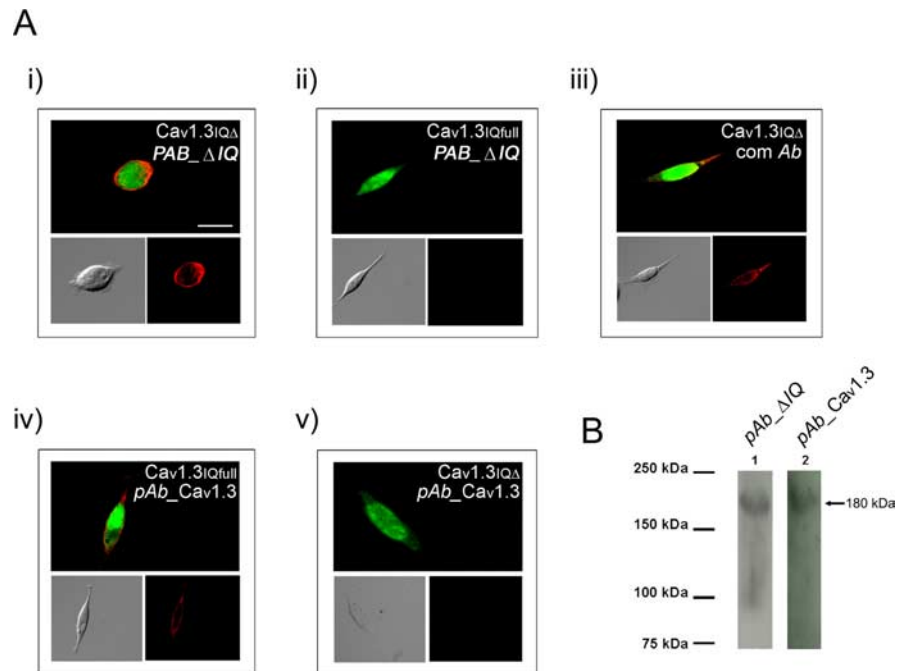 A
i)
Cav1.3IQΔ
PAB_ΔIQ
ii)
Cav1.3IQfull
PAB_ΔIQ
iii)
Cav1.3IQΔ
com Ab
iv)
Cav1.3IQfull
pAb_Cav1.3
v)
Cav1.3IQΔ
pAb_Cav1.3
B
pAb_ΔIQ
pAb_Cav1.3
1
2
250 kDa
180 kDa
150 kDa
100 kDa
75 kDa